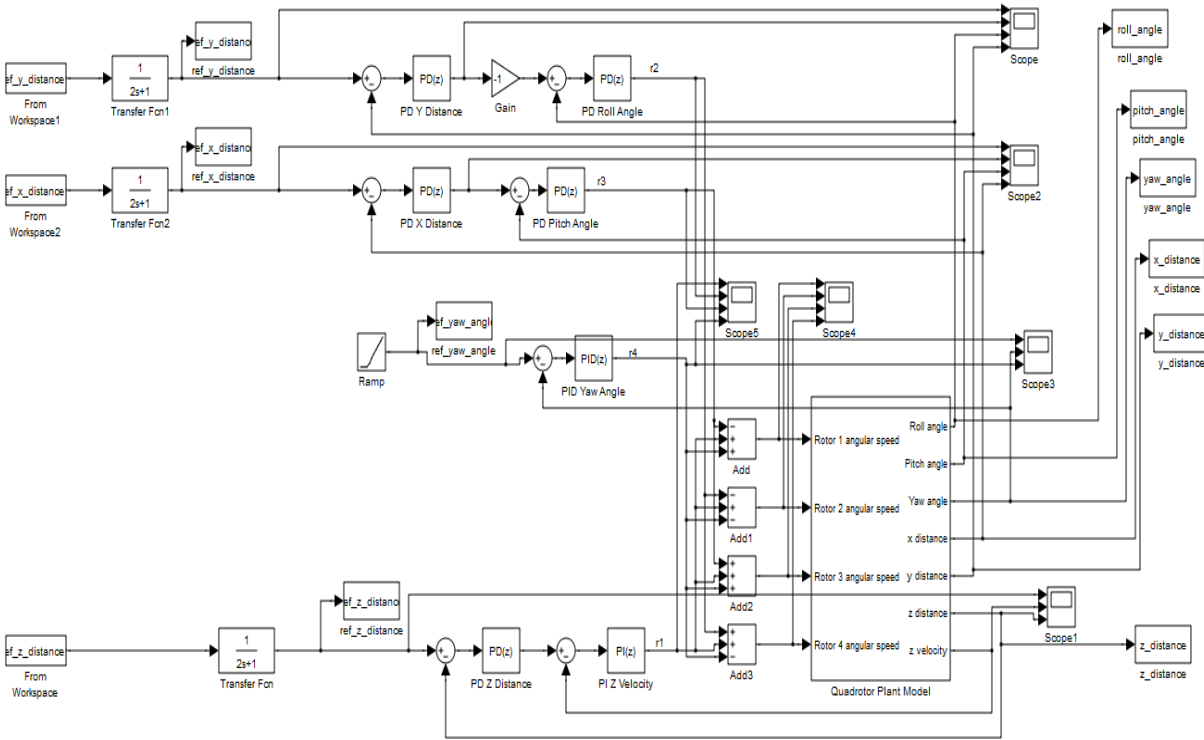 ef_y_distance
From
Workspace1
1
2s+1
Transfer Fcn1
ef_y_distanc
ref_y_distance
+
−
PD(z)
PD Y Distance
-1
Gain
+
−
PD(z)
PD Roll Angle
r2
Scope
roll_angle
roll_angle
pitch_angle
pitch_angle
ef_x_distance
From
Workspace2
1
2s+1
Transfer Fcn2
ef_x_distanc
ref_x_distance
+
−
PD(z)
PD X Distance
+
−
PD(z)
PD Pitch Angle
r3
Scope2
yaw_angle
yaw_angle
x_distance
x_distance
y_distance
y_distance
Ramp
ef_yaw_angle
ref_yaw_angle
+
−
PID(z)
PID Yaw Angle
r4
Scope5
Scope4
Scope3
−
+
+
Add
−
+
−
Add1
+
+
+
Add2
+
+
−
Add3
Rotor 1 angular speed
Rotor 2 angular speed
Rotor 3 angular speed
Rotor 4 angular speed
Roll angle
Pitch angle
Yaw angle
x distance
y distance
z distance
z velocity
Quadrotor Plant Model
ef_z_distance
From
Workspace
1
2s+1
Transfer Fcn
ef_z_distanc
ref_z_distance
+
−
PD(z)
PD Z Distance
+
−
PI(z)
PI Z Velocity
r1
Scope1
z_distance
z_distance